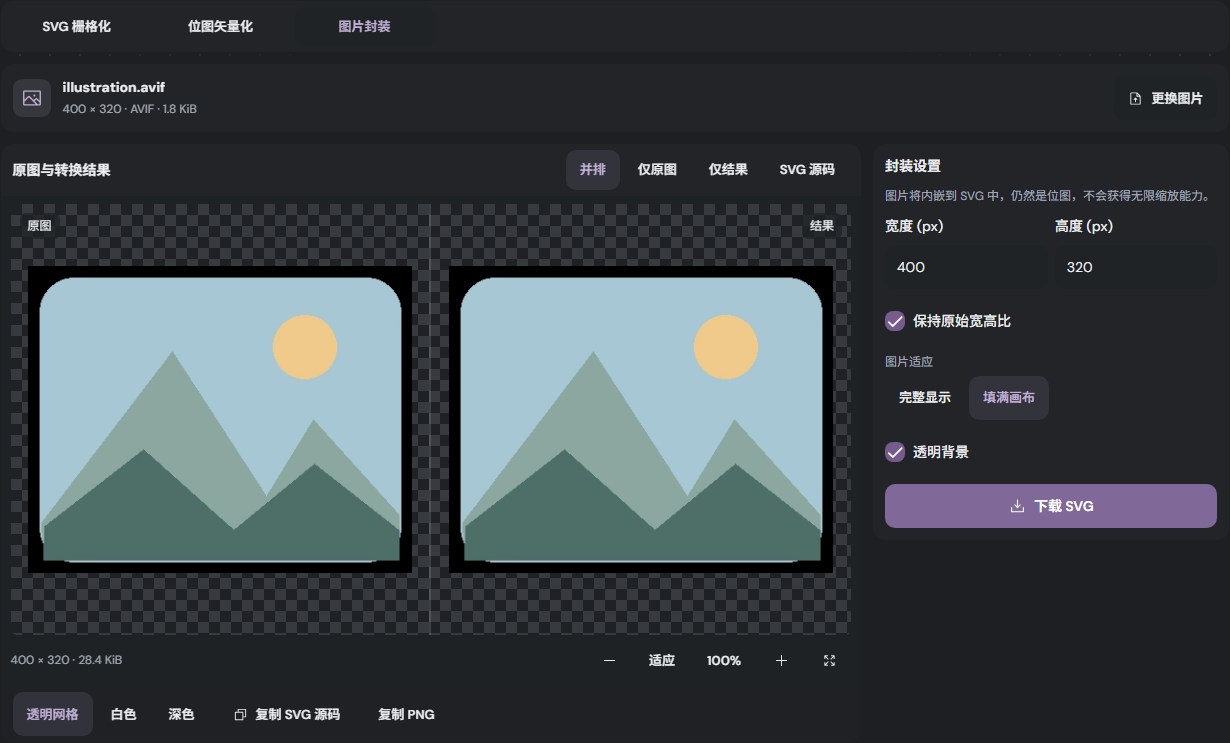 SVG 栅格化 位图矢量化 图片封装
illustration.avif
400 × 320 · AVIF · 1.8 KiB
更换图片
原图与转换结果
并排 仅原图 仅结果 SVG 源码
原图
结果
400 × 320 · 28.4 KiB
适应 100%
透明网格 白色 深色 复制 SVG 源码 复制 PNG
封装设置
图片将内嵌到 SVG 中，仍然是位图，不会获得无限缩放能力。
宽度 (px) 高度 (px)
400 320
保持原始宽高比
图片适应
完整显示 填满画布
透明背景
下载 SVG